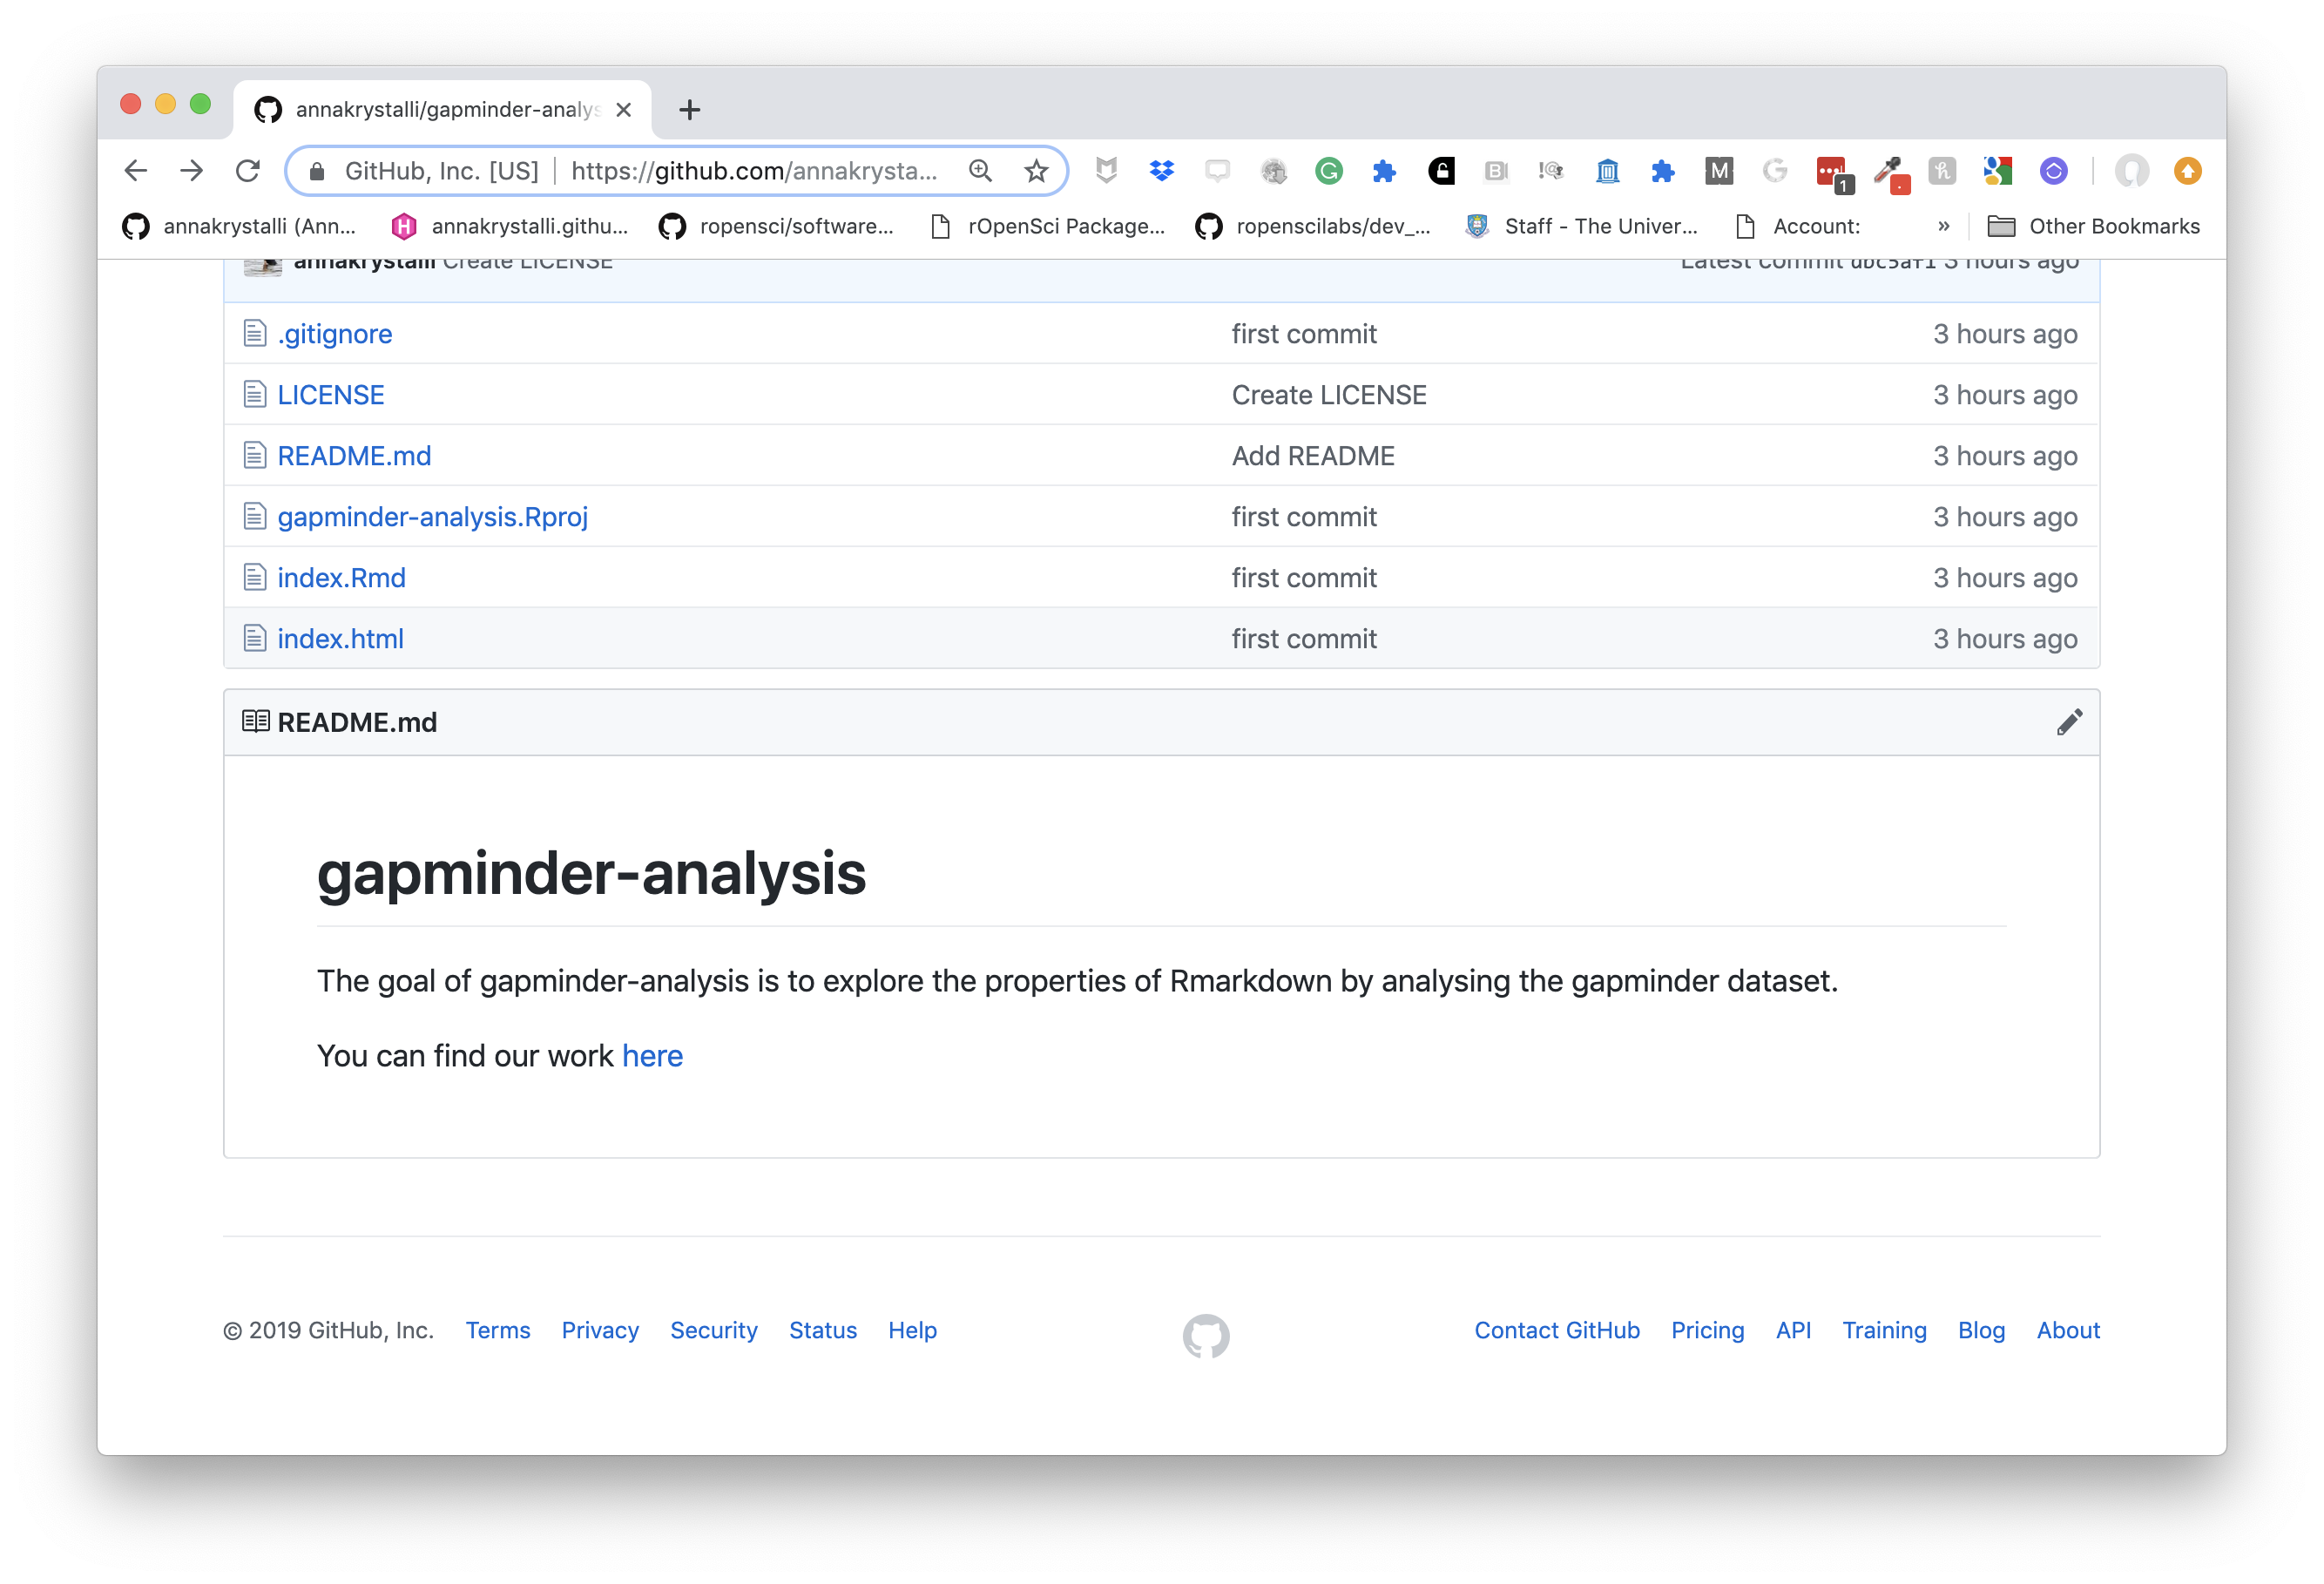 annakrystalli/gapminder-analys
GitHub, Inc. [US] | https://github.com/annakrysta...
annakrystalli (Ann... annakrystalli.githu... ropensci/software... rOpenSci Package... ropenscilabs/dev_... Staff - The Univer... Account: » Other Bookmarks
annakrystalli Create LICENSE Latest commit dbc5af1 3 hours ago
.gitignore first commit 3 hours ago
LICENSE Create LICENSE 3 hours ago
README.md Add README 3 hours ago
gapminder-analysis.Rproj first commit 3 hours ago
index.Rmd first commit 3 hours ago
index.html first commit 3 hours ago
README.md
gapminder-analysis
The goal of gapminder-analysis is to explore the properties of Rmarkdown by analysing the gapminder dataset.
You can find our work here
© 2019 GitHub, Inc. Terms Privacy Security Status Help Contact GitHub Pricing API Training Blog About